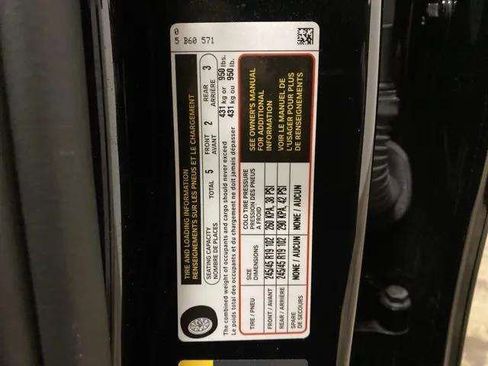 0
5 B60 571
TIRE AND LOADING INFORMATION
RENSEIGNEMENTS SUR LES PNEUS ET LE CHARGEMENT
SEATING CAPACITY
NOMBRE DE PLACES
TOTAL 5
FRONT
AVANT
2
REAR
ARRIÈRE
3
The combined weight of occupants and cargo should never exceed 431 kg or 950 lbs.
Le poids total des occupants et du chargement ne doit jamais dépasser 431 kg ou 950 lb.
TIRE / PNEU
SIZE
DIMENSIONS
COLD TIRE PRESSURE
PRESSION DES PNEUS
A FROID
FRONT / AVANT 245/45 R19 102 260 KPA, 38 PSI
REAR / ARRIÈRE 245/45 R19 102 290 KPA, 42 PSI
SPARE
DE SECOURS
NONE / AUCUN NONE / AUCUN
SEE OWNER'S MANUAL
FOR ADDITIONAL
INFORMATION
VOIR LE MANUEL DE
L'USAGER POUR PLUS
DE RENSEIGNEMENTS